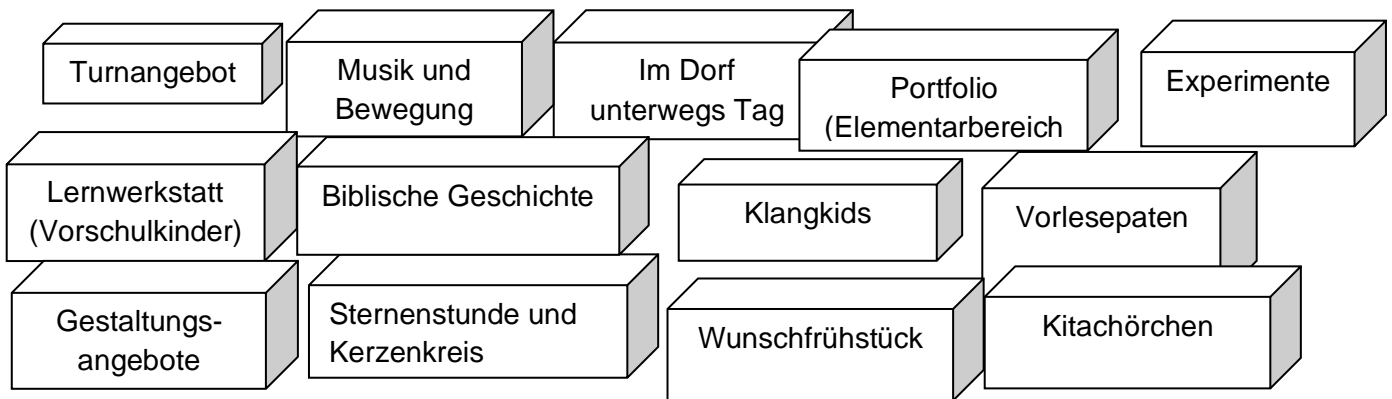 Turnangebot
Musik und
Bewegung
Im Dorf
unterwegs Tag
Portfolio
(Elementarbereich
Experimente
Lernwerkstatt
(Vorschulkinder)
Biblische Geschichte
Klangkids
Vorlesepaten
Gestaltungs-
angebote
Sternenstunde und
Kerzenkreis
Wunschfrühstück
Kitachörchen